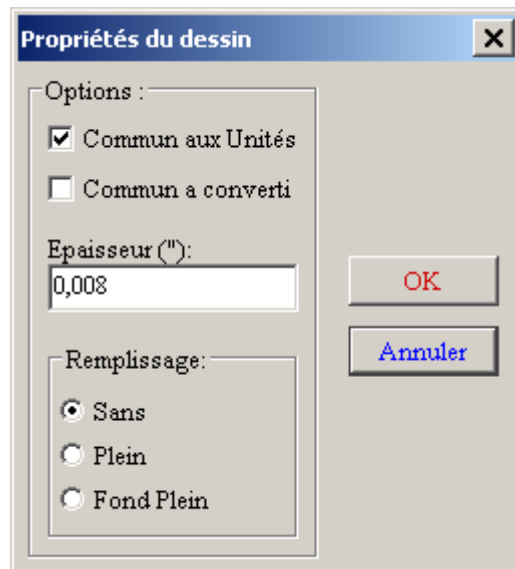 Propriétés du dessin
Options :
Commun aux Unités
Commun a converti
Epaisseur ("):
0,008
OK
Annuler
Remplissage:
Sans
Plein
Fond Plein